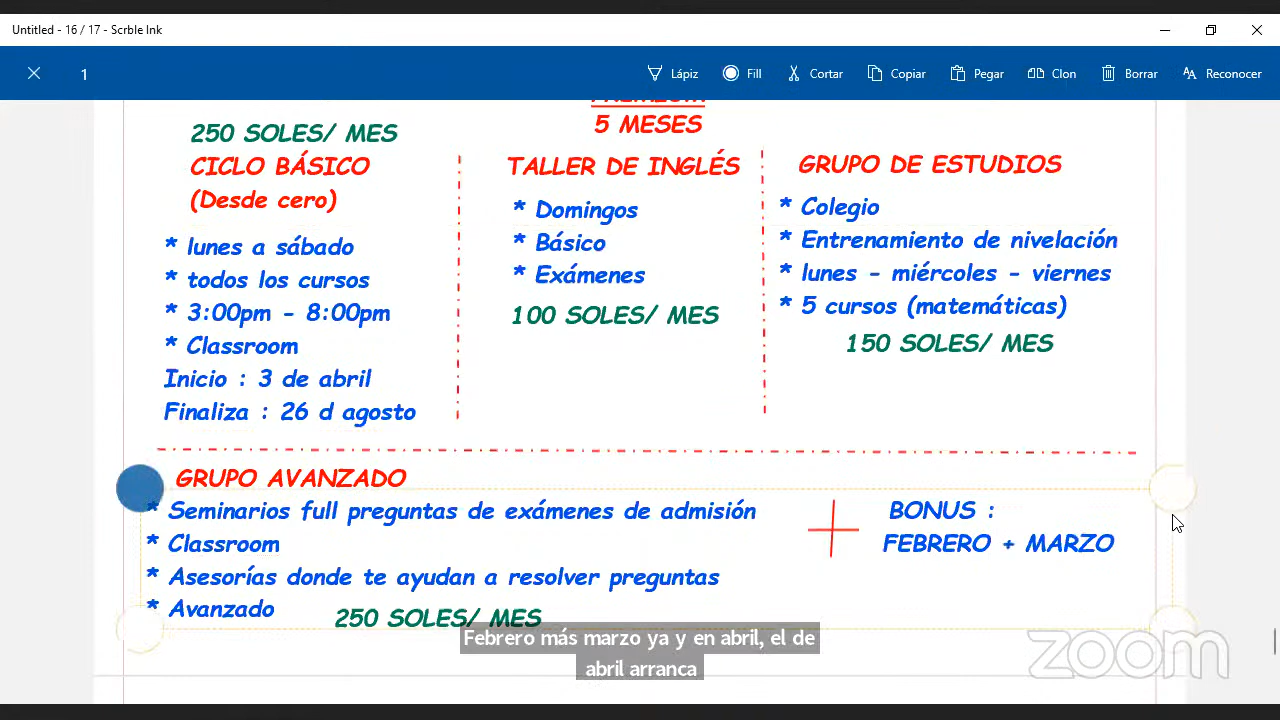 Untitled - 16 / 17 - Scrble Ink
1
Lápiz
Fill
Cortar
Copiar
Pegar
Clon
Borrar
Reconocer
5 MESES
250 SOLES/ MES
CICLO BÁSICO
(Desde cero)
* lunes a sábado
* todos los cursos
* 3:00pm - 8:00pm
* Classroom
Inicio : 3 de abril
Finaliza : 26 d agosto
TALLER DE INGLÉS
* Domingos
* Básico
* Exámenes
100 SOLES/ MES
GRUPO DE ESTUDIOS
* Colegio
* Entrenamiento de nivelación
* lunes - miércoles - viernes
* 5 cursos (matemáticas)
150 SOLES/ MES
GRUPO AVANZADO
* Seminarios full preguntas de exámenes de admisión
* Classroom
* Asesorías donde te ayudan a resolver preguntas
* Avanzado
250 SOLES/ MES
+
BONUS :
FEBRERO + MARZO
Febrero más marzo ya y en abril, el de
abril arranca
zoom